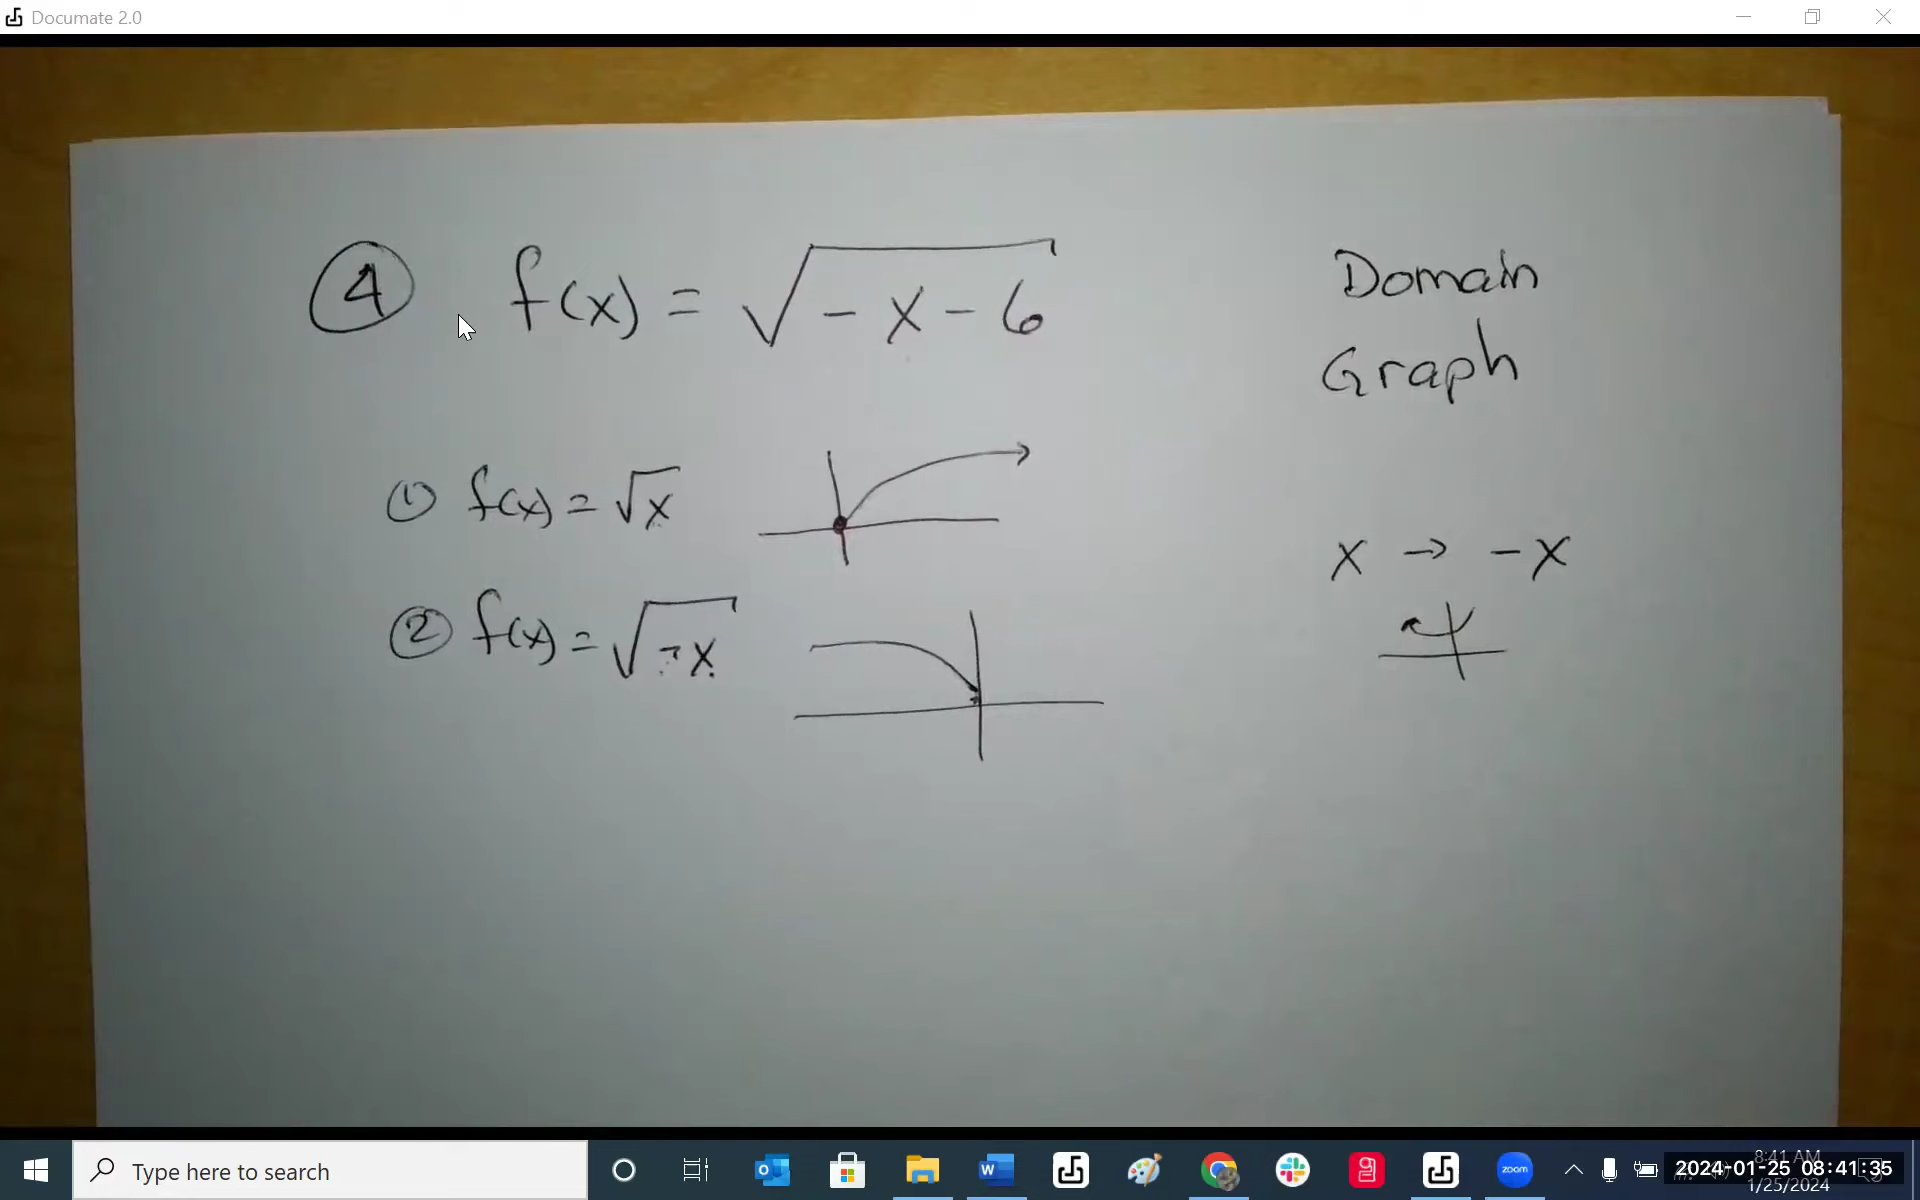 Documate 2.0
④ f(x) = √(-x-6)
Domain
Graph
① f(x) = √x
x → -x
② f(x) = √-x
Type here to search
zoom
8:41 AM
2024-01-25 08:41:35
1/25/2024